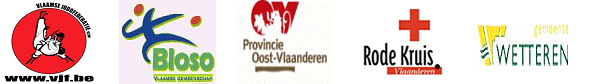 VLAAMSE JUDOFEDERATIE vzw
www.vjf.be
Bloso
VLAAMSE GEMEENSCHAP
Provincie
Oost-Vlaanderen
Rode Kruis
Vlaanderen
gemeente
WETTEREN